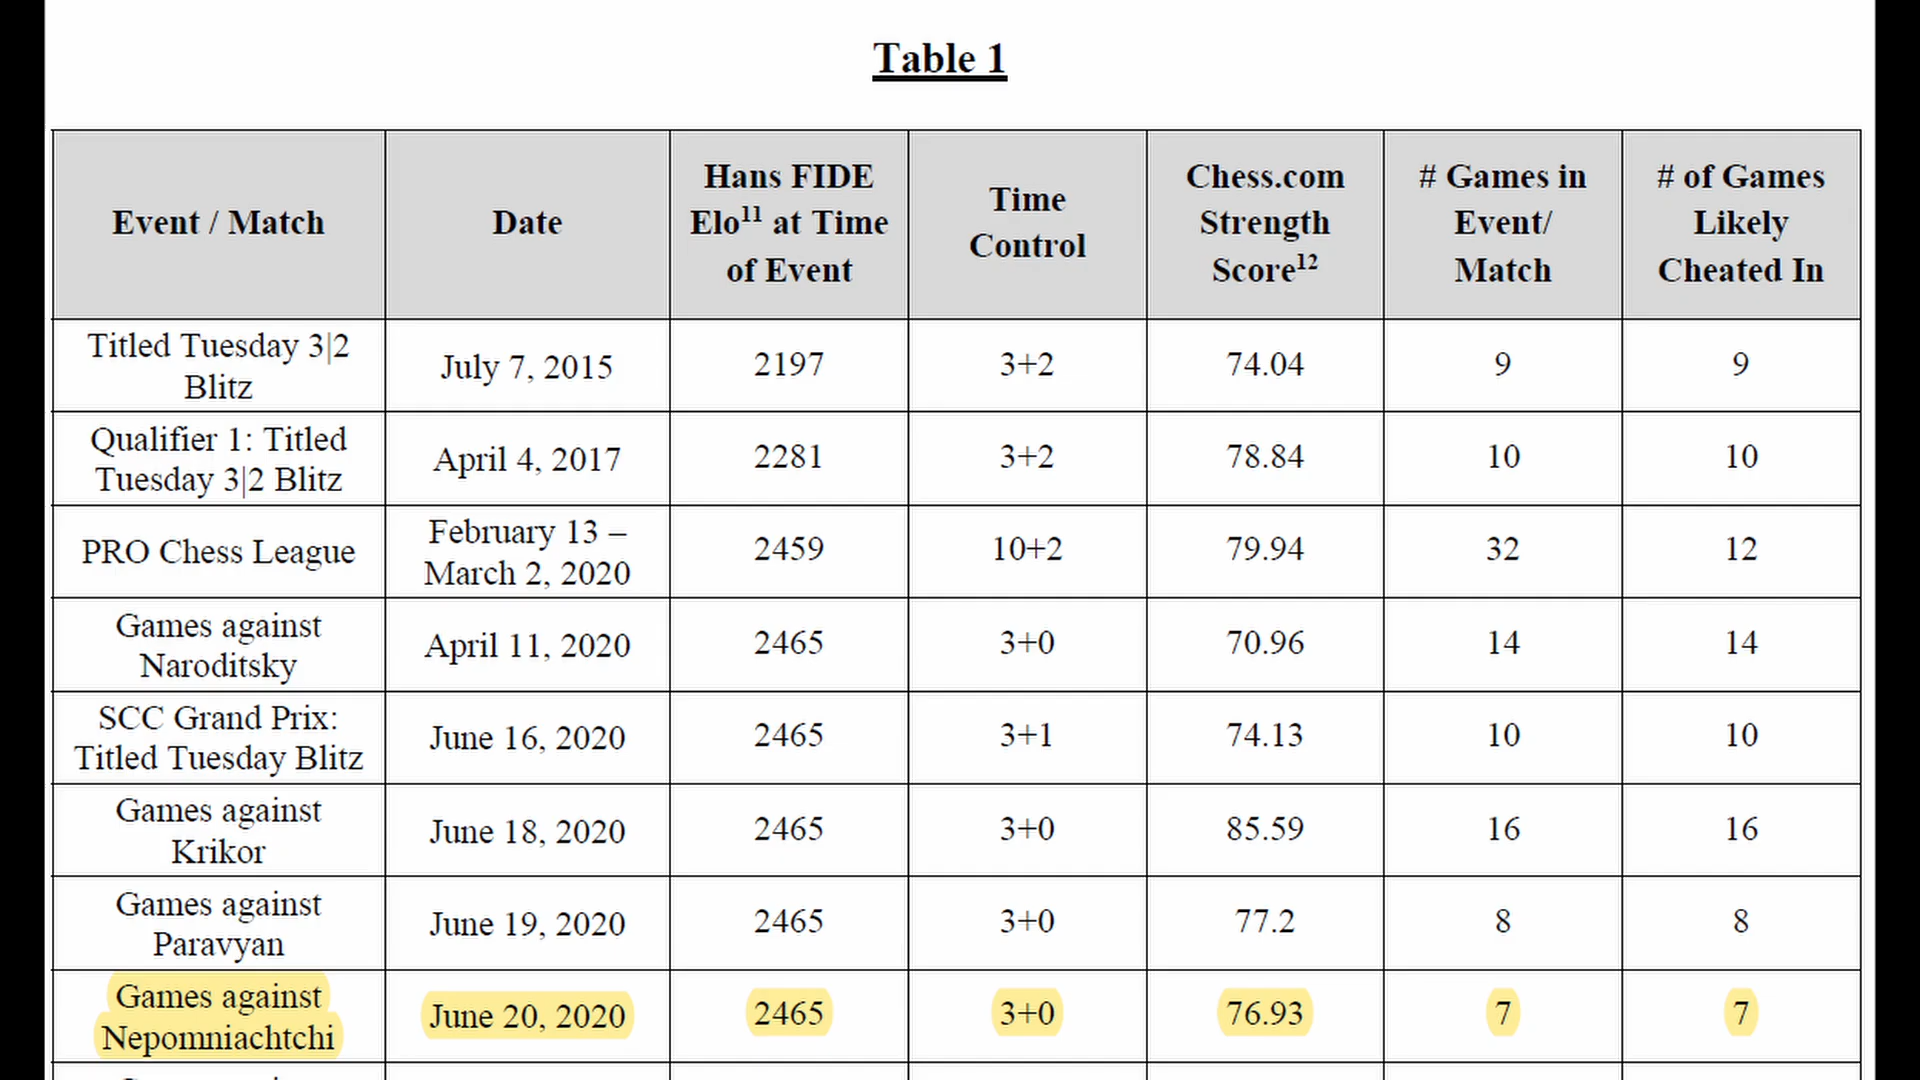 Table 1
Event / Match
Date
Hans FIDE
Elo11 at Time
of Event
Time
Control
Chess.com
Strength
Score12
# Games in
Event/
Match
# of Games
Likely
Cheated In
Titled Tuesday 3|2
Blitz
July 7, 2015
2197
3+2
74.04
9
9
Qualifier 1: Titled
Tuesday 3|2 Blitz
April 4, 2017
2281
3+2
78.84
10
10
PRO Chess League
February 13 –
March 2, 2020
2459
10+2
79.94
32
12
Games against
Naroditsky
April 11, 2020
2465
3+0
70.96
14
14
SCC Grand Prix:
Titled Tuesday Blitz
June 16, 2020
2465
3+1
74.13
10
10
Games against
Krikor
June 18, 2020
2465
3+0
85.59
16
16
Games against
Paravyan
June 19, 2020
2465
3+0
77.2
8
8
Games against
Nepomniachtchi
June 20, 2020
2465
3+0
76.93
7
7